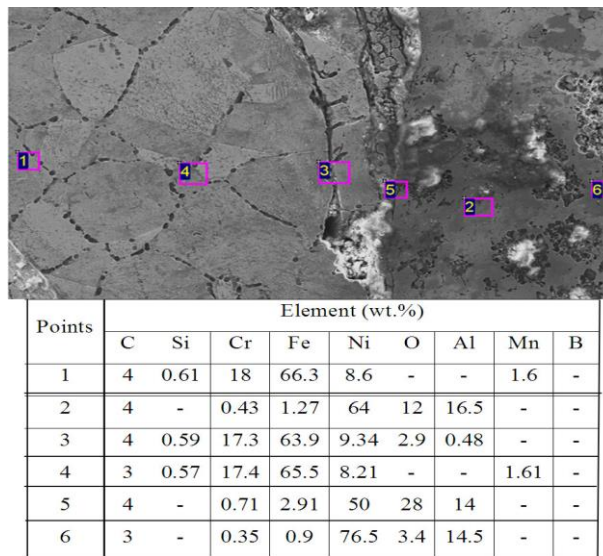 1 4 3 5 2 6
Element (wt.%)
Points
C Si Cr Fe Ni O Al Mn B
1 4 0.61 18 66.3 8.6 - - 1.6 -
2 4 - 0.43 1.27 64 12 16.5 - -
3 4 0.59 17.3 63.9 9.34 2.9 0.48 - -
4 3 0.57 17.4 65.5 8.21 - - 1.61 -
5 4 - 0.71 2.91 50 28 14 - -
6 3 - 0.35 0.9 76.5 3.4 14.5 - -